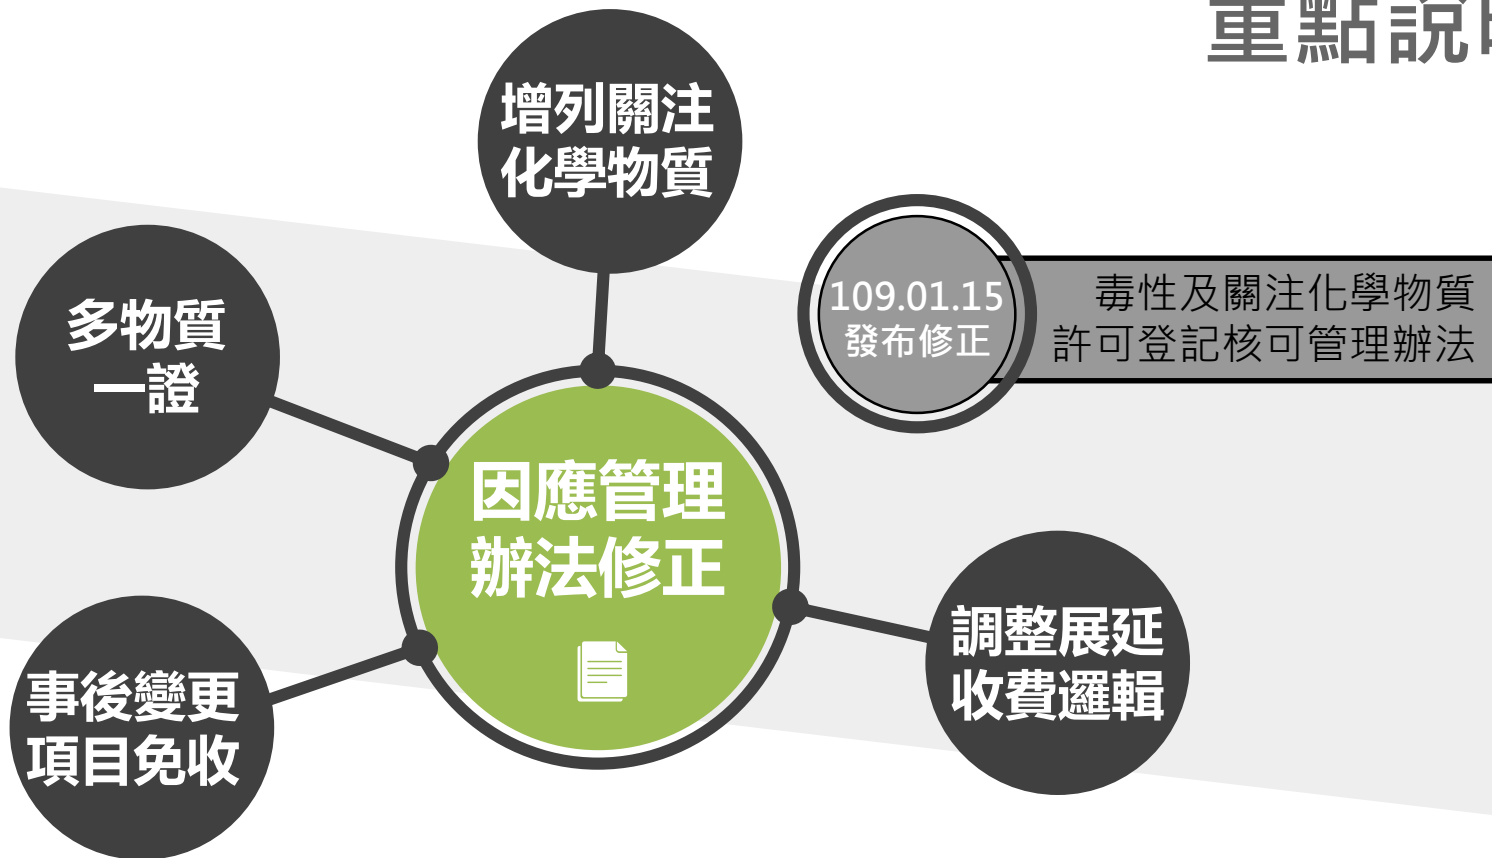 重點說明
增列關注
化學物質
109.01.15
發布修正
毒性及關注化學物質
許可登記核可管理辦法
多物質
一證
因應管理
辦法修正
調整展延
收費邏輯
事後變更
項目免收